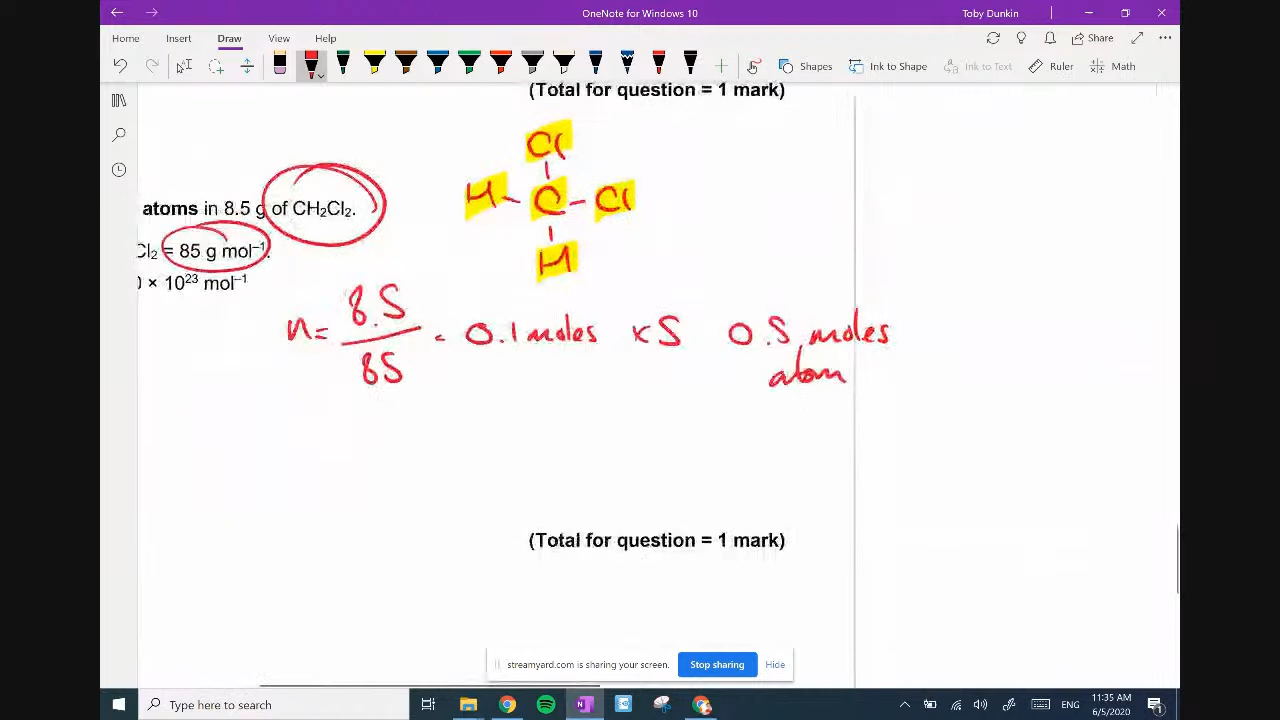 OneNote for Windows 10
Toby Dunkin
Home Insert Draw View Help
Share
Shapes Ink to Shape Ink to Text Math Ruler Math
(Total for question = 1 mark)
Cl
H - C - Cl
H
atoms in 8.5 g of CH₂Cl₂.
Cl₂ = 85 g mol⁻¹.
0 × 10²³ mol⁻¹
n = 8.5 / 85 = 0.1 moles x5 0.5 moles
atom
(Total for question = 1 mark)
streamyard.com is sharing your screen. Stop sharing Hide
Type here to search
ENG
11:35 AM
6/5/2020